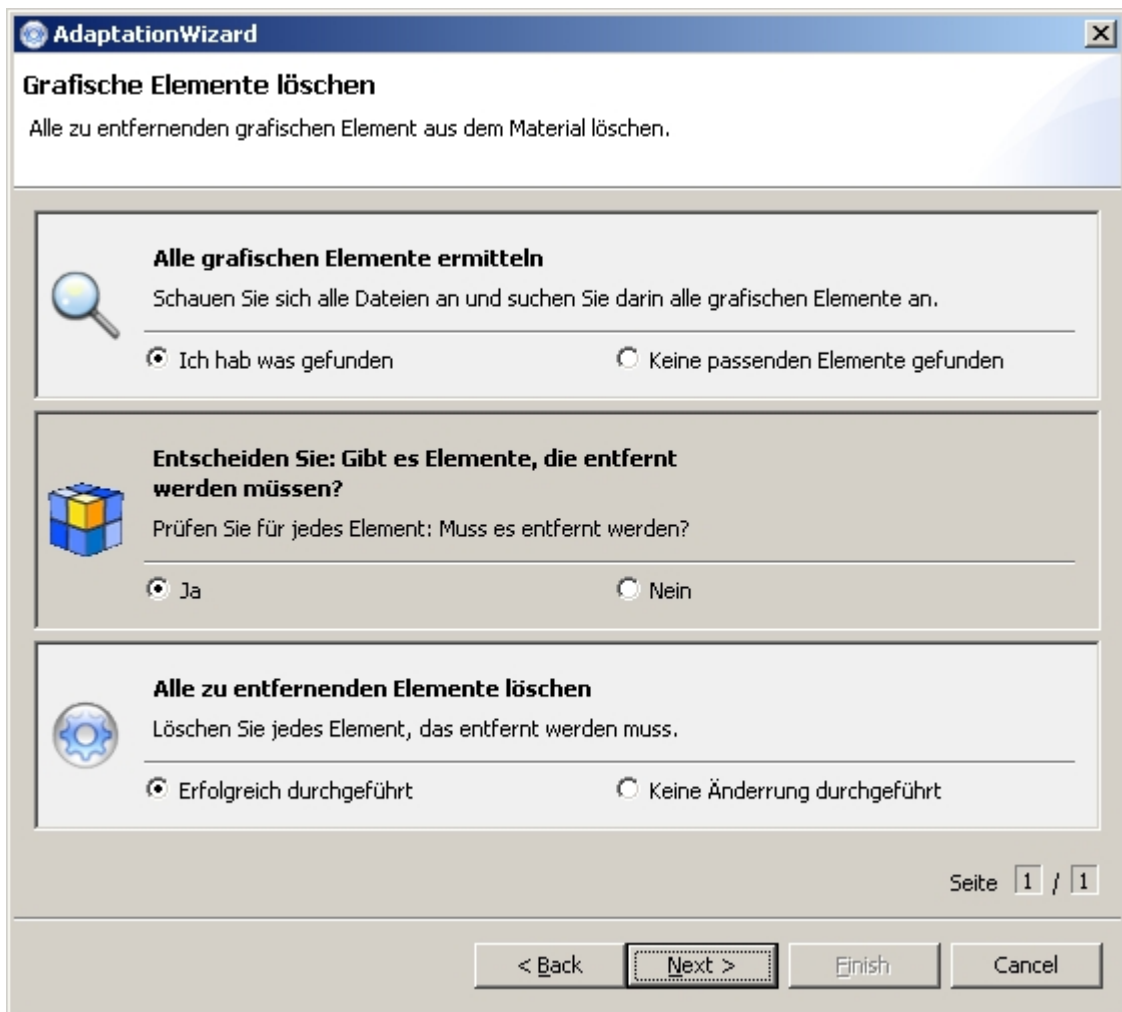 AdaptationWizard
Grafische Elemente löschen
Alle zu entfernenden grafischen Element aus dem Material löschen.
Alle grafischen Elemente ermitteln
Schauen Sie sich alle Dateien an und suchen Sie darin alle grafischen Elemente an.
Ich hab was gefunden
Keine passenden Elemente gefunden
Entscheiden Sie: Gibt es Elemente, die entfernt
werden müssen?
Prüfen Sie für jedes Element: Muss es entfernt werden?
Ja
Nein
Alle zu entfernenden Elemente löschen
Löschen Sie jedes Element, das entfernt werden muss.
Erfolgreich durchgeführt
Keine Änderrung durchgeführt
Seite 1 / 1
< Back
Next >
Finish
Cancel